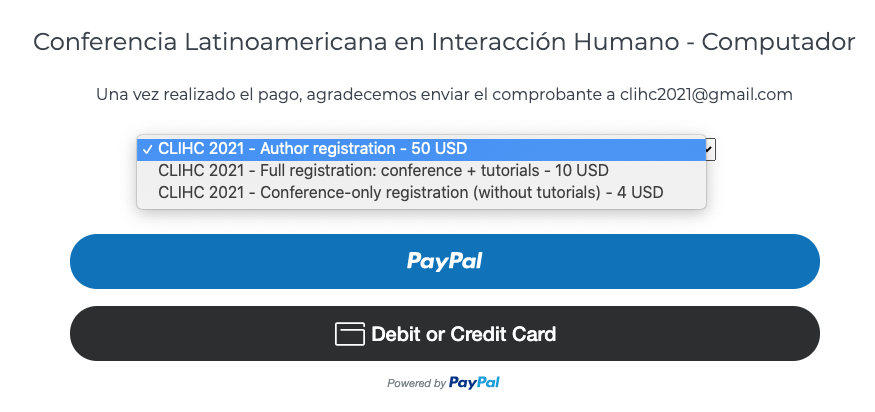 Conferencia Latinoamericana en Interacción Humano - Computador
Una vez realizado el pago, agradecemos enviar el comprobante a clihc2021@gmail.com
✓ CLIHC 2021 - Author registration - 50 USD
CLIHC 2021 - Full registration: conference + tutorials - 10 USD
CLIHC 2021 - Conference-only registration (without tutorials) - 4 USD
PayPal
Debit or Credit Card
Powered by PayPal